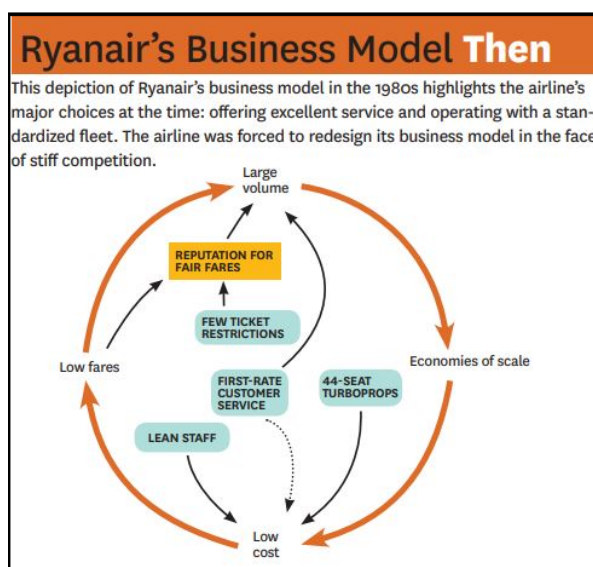 Ryanair's Business Model Then
This depiction of Ryanair's business model in the 1980s highlights the airline's
major choices at the time: offering excellent service and operating with a stan-
dardized fleet. The airline was forced to redesign its business model in the face
of stiff competition.
Large
volume
REPUTATION FOR
FAIR FARES
FEW TICKET
RESTRICTIONS
Low fares
Economies of scale
FIRST-RATE
CUSTOMER
SERVICE
44-SEAT
TURBOPROPS
LEAN STAFF
Low
cost